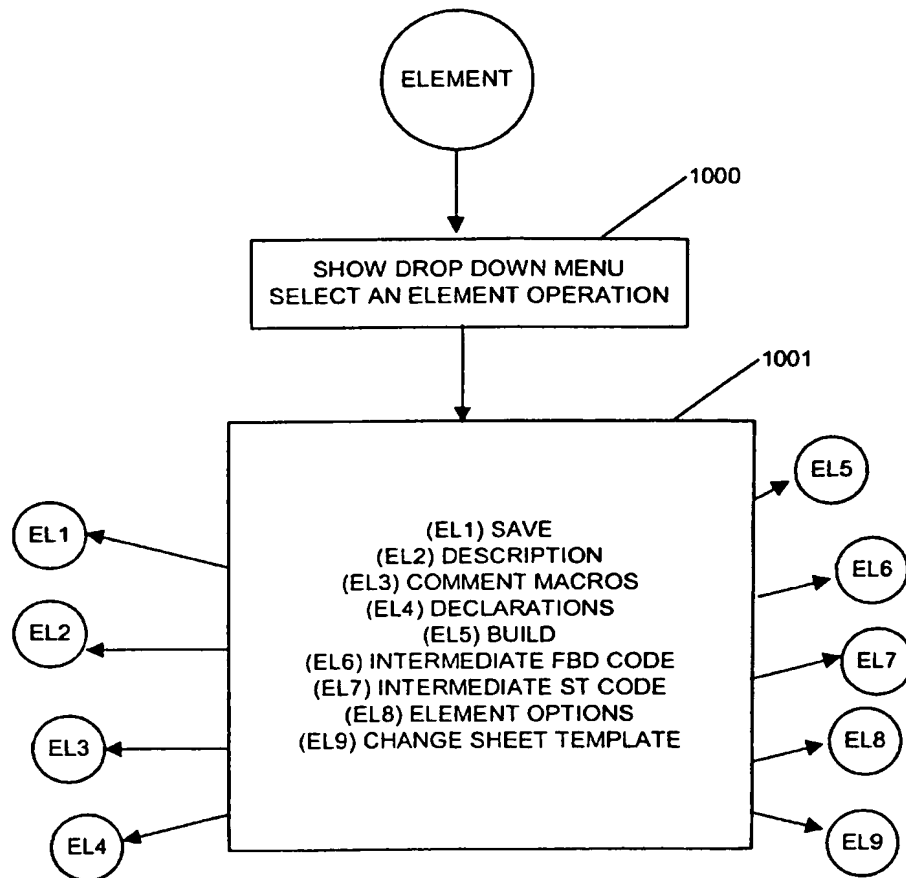 ELEMENT
1000
SHOW DROP DOWN MENU
SELECT AN ELEMENT OPERATION
1001
(EL1) SAVE
(EL2) DESCRIPTION
(EL3) COMMENT MACROS
(EL4) DECLARATIONS
(EL5) BUILD
(EL6) INTERMEDIATE FBD CODE
(EL7) INTERMEDIATE ST CODE
(EL8) ELEMENT OPTIONS
(EL9) CHANGE SHEET TEMPLATE
EL1
EL2
EL3
EL4
EL5
EL6
EL7
EL8
EL9